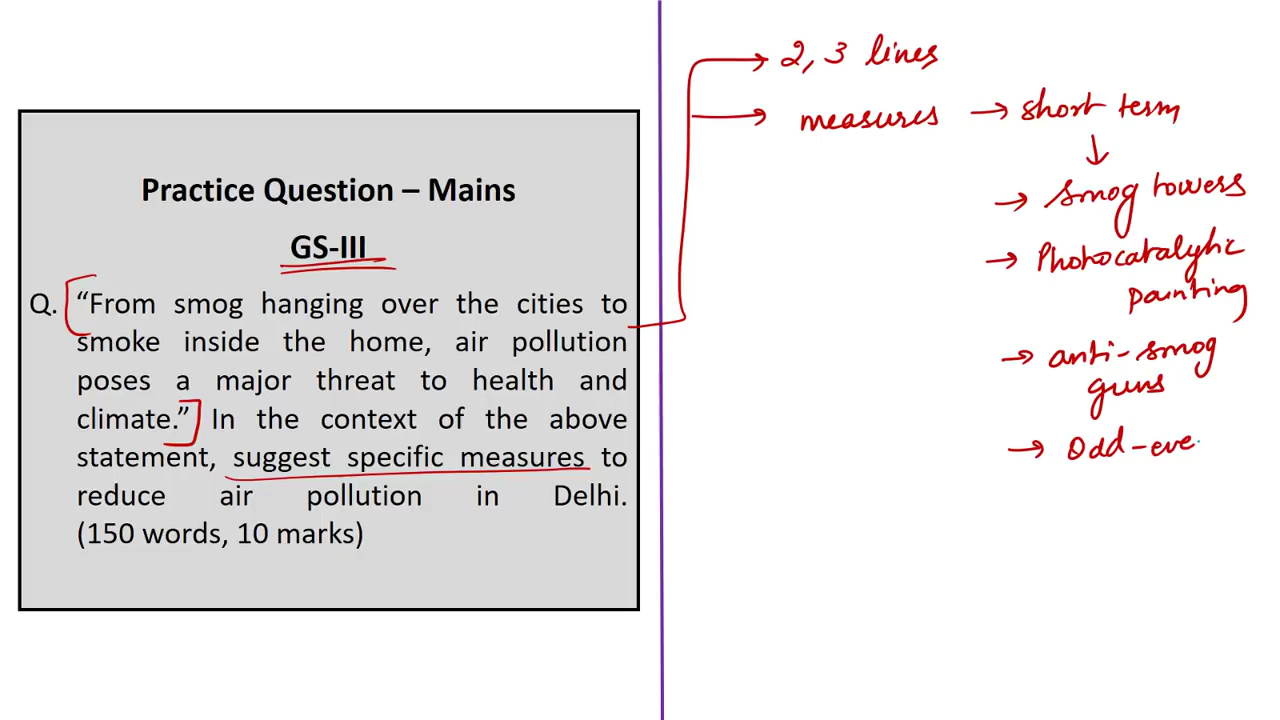 Practice Question – Mains
GS-III
Q. “From smog hanging over the cities to
smoke inside the home, air pollution
poses a major threat to health and
climate.” In the context of the above
statement, suggest specific measures to
reduce air pollution in Delhi.
(150 words, 10 marks)
→ 2, 3 lines
→ measures → short term
↓
→ smog towers
→ Photocatalytic
painting
→ anti-smog
guns
→ Odd-eve